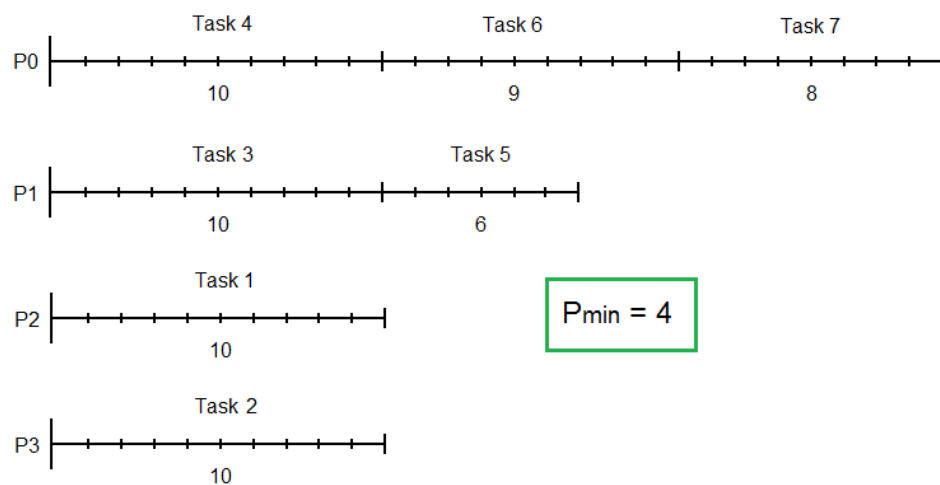 Task 4 Task 6 Task 7
P0
10 9 8
Task 3 Task 5
P1
10 6
Task 1
P2
10
Pmin = 4
Task 2
P3
10